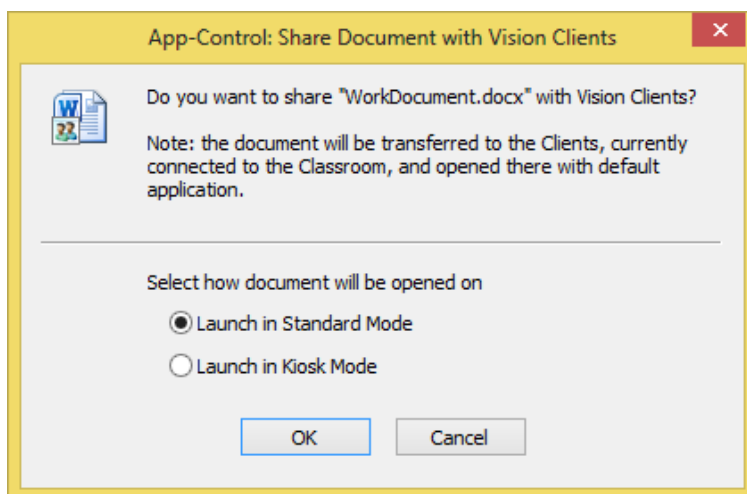 App-Control: Share Document with Vision Clients
Do you want to share "WorkDocument.docx" with Vision Clients?
Note: the document will be transferred to the Clients, currently
connected to the Classroom, and opened there with default
application.
Select how document will be opened on
Launch in Standard Mode
Launch in Kiosk Mode
OK
Cancel